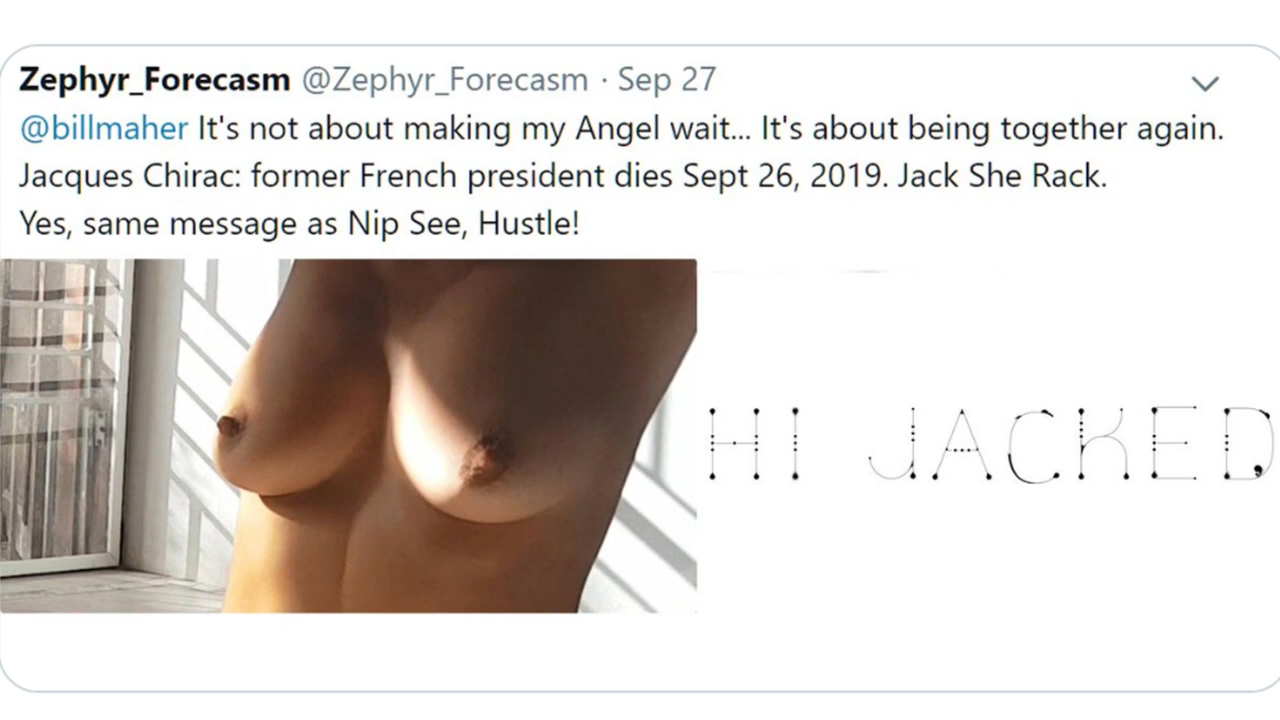 Zephyr_Forecasm @Zephyr_Forecasm · Sep 27
@billmaher It's not about making my Angel wait... It's about being together again.
Jacques Chirac: former French president dies Sept 26, 2019. Jack She Rack.
Yes, same message as Nip See, Hustle!
HI JACKED